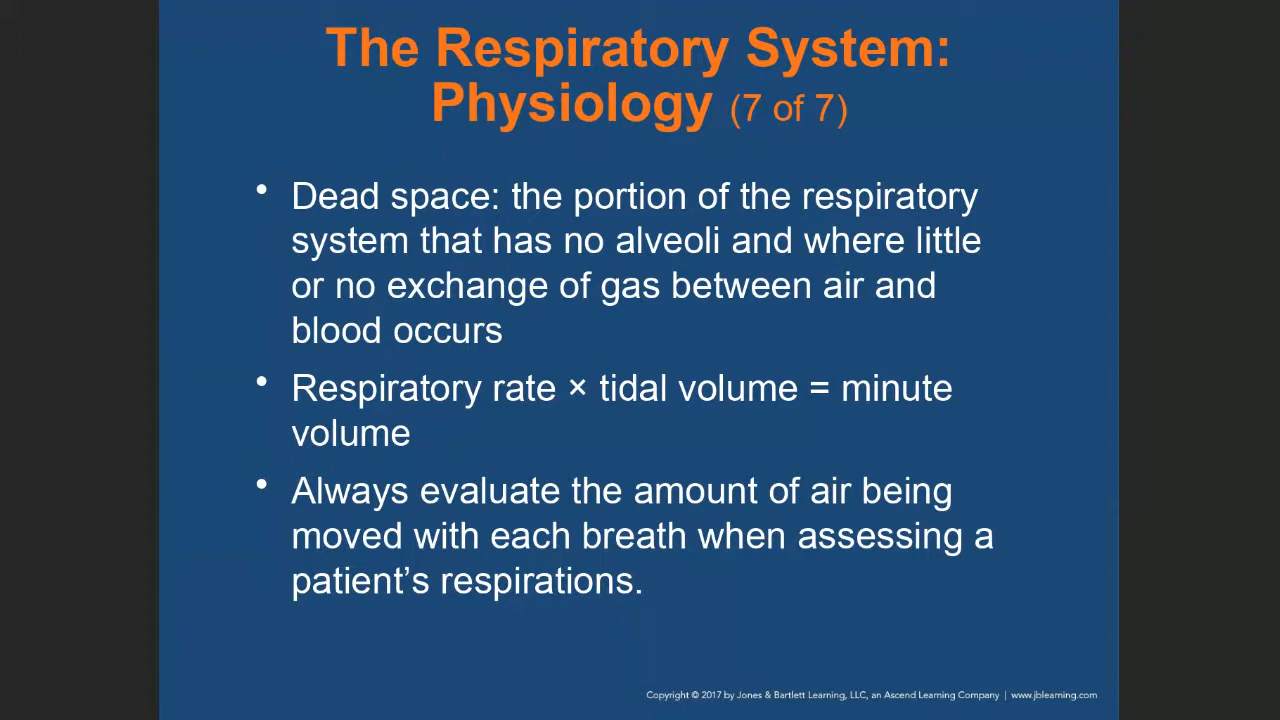 The Respiratory System:
Physiology (7 of 7)
• Dead space: the portion of the respiratory
system that has no alveoli and where little
or no exchange of gas between air and
blood occurs
• Respiratory rate × tidal volume = minute
volume
• Always evaluate the amount of air being
moved with each breath when assessing a
patient’s respirations.
Copyright © 2017 by Jones & Bartlett Learning, LLC, an Ascend Learning Company | www.jblearning.com